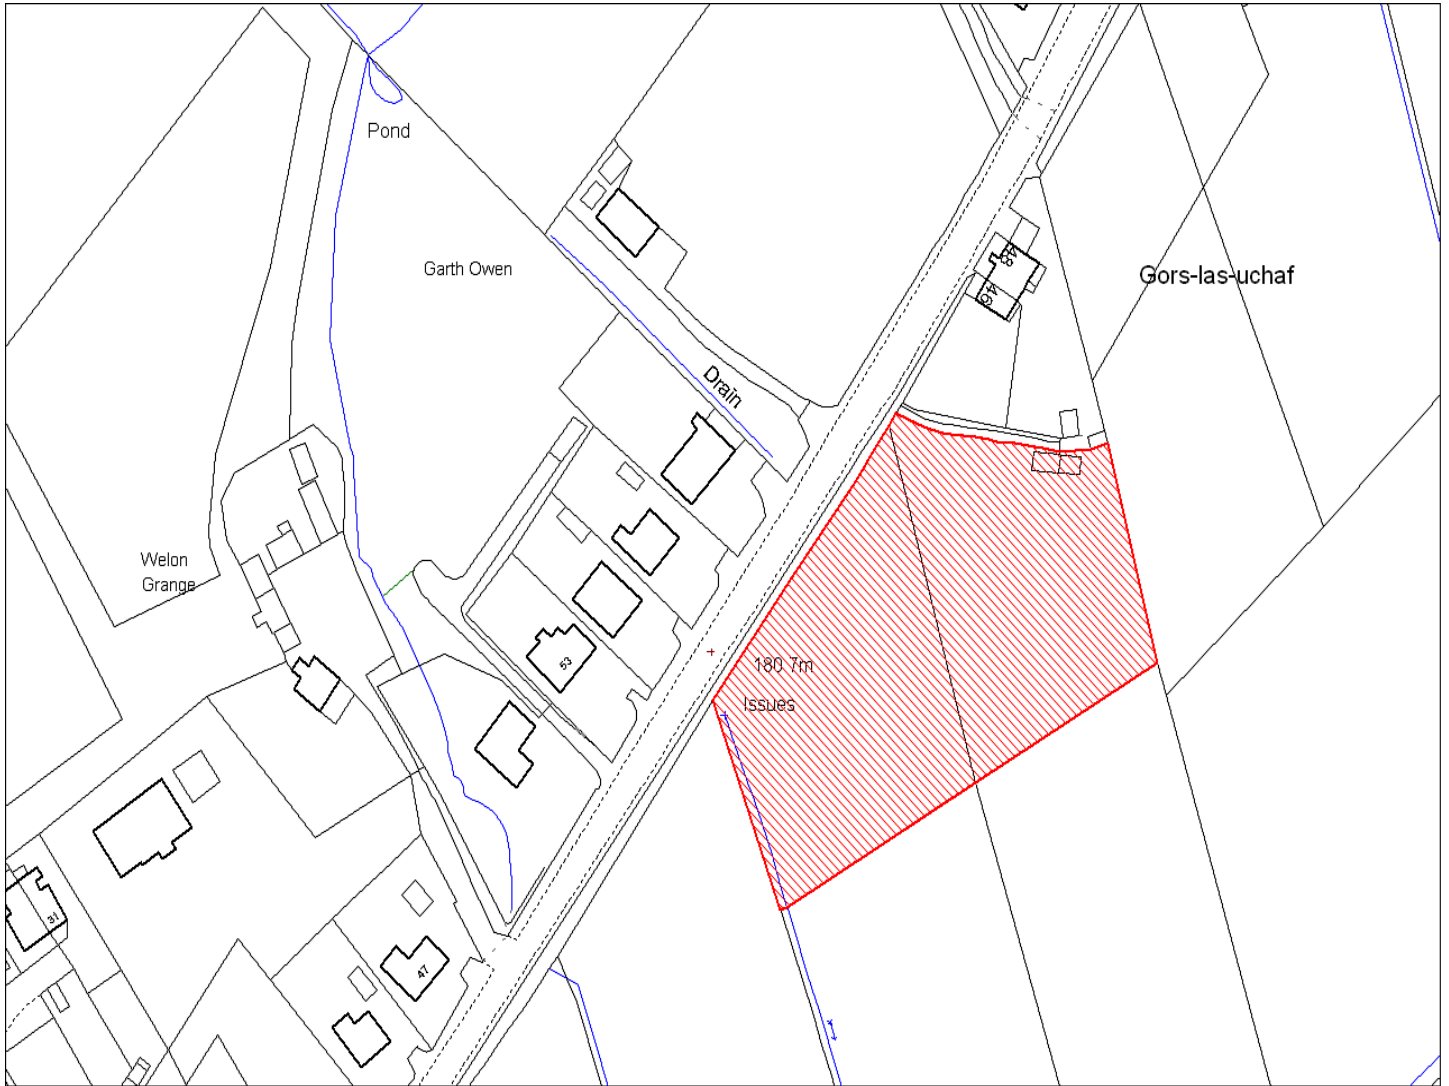 Pond
Garth Owen
48
46
Gors-las-uchaf
Drain
Welon
Grange
53
180.7m
Issues
31
47